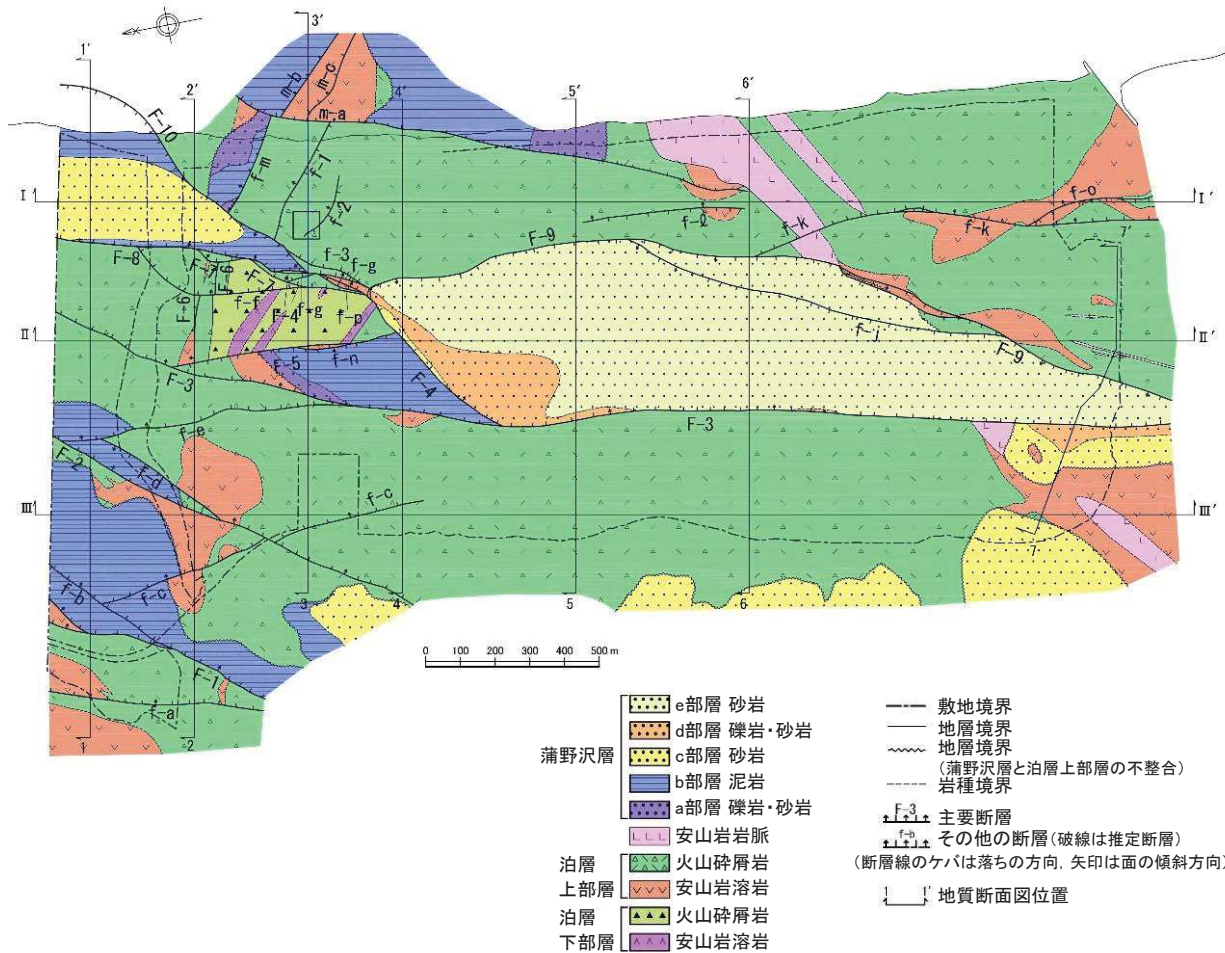 3'
1'
2'
4'
5'
6'
m-b
m-c
m-a
F-10
f-m
f-1
f-2
I
I'
f-o
f-k
f-ℓ
f-k
7'
F-9
F-8
F-7
F-6
f-3
f-g
F-6
f-f
F-4
f-g
f-p
f-j
II
II'
F-9
F-5
f-n
F-4
F-3
F-3
f-e
F-2
f-d
f-c
III
III'
7
f-b
f-c
3
4
5
6
F-1
f-a
1
2
0 100 200 300 400 500 m
蒲野沢層
e部層 砂岩
d部層 礫岩・砂岩
c部層 砂岩
b部層 泥岩
a部層 礫岩・砂岩
安山岩岩脈
泊層
上部層
火山砕屑岩
安山岩溶岩
泊層
下部層
火山砕屑岩
安山岩溶岩
敷地境界
地層境界
地層境界
(蒲野沢層と泊層上部層の不整合)
岩種境界
F-3
主要断層
f-b
その他の断層(破線は推定断層)
(断層線のケバは落ちの方向, 矢印は面の傾斜方向)
1 1'
地質断面図位置